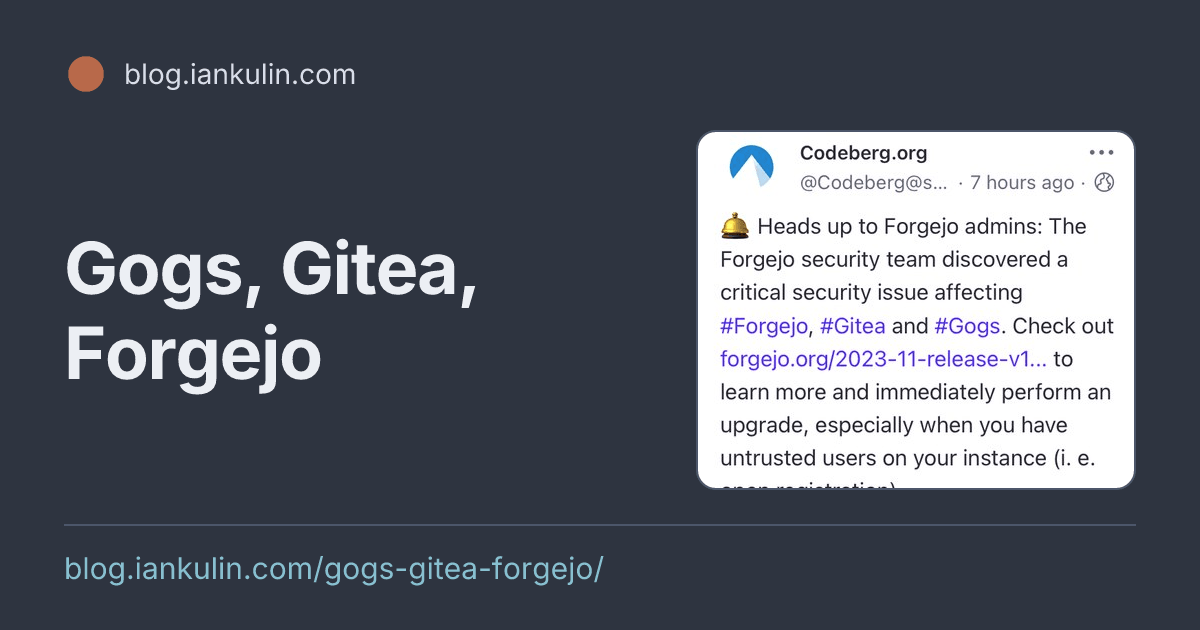 blog.iankulin.com
Gogs, Gitea,
Forgejo
Codeberg.org
@Codeberg@s... · 7 hours ago ·
🛎️ Heads up to Forgejo admins: The
Forgejo security team discovered a
critical security issue affecting
#Forgejo, #Gitea and #Gogs. Check out
forgejo.org/2023-11-release-v1... to
learn more and immediately perform an
upgrade, especially when you have
untrusted users on your instance (i. e.
open registration)
blog.iankulin.com/gogs-gitea-forgejo/